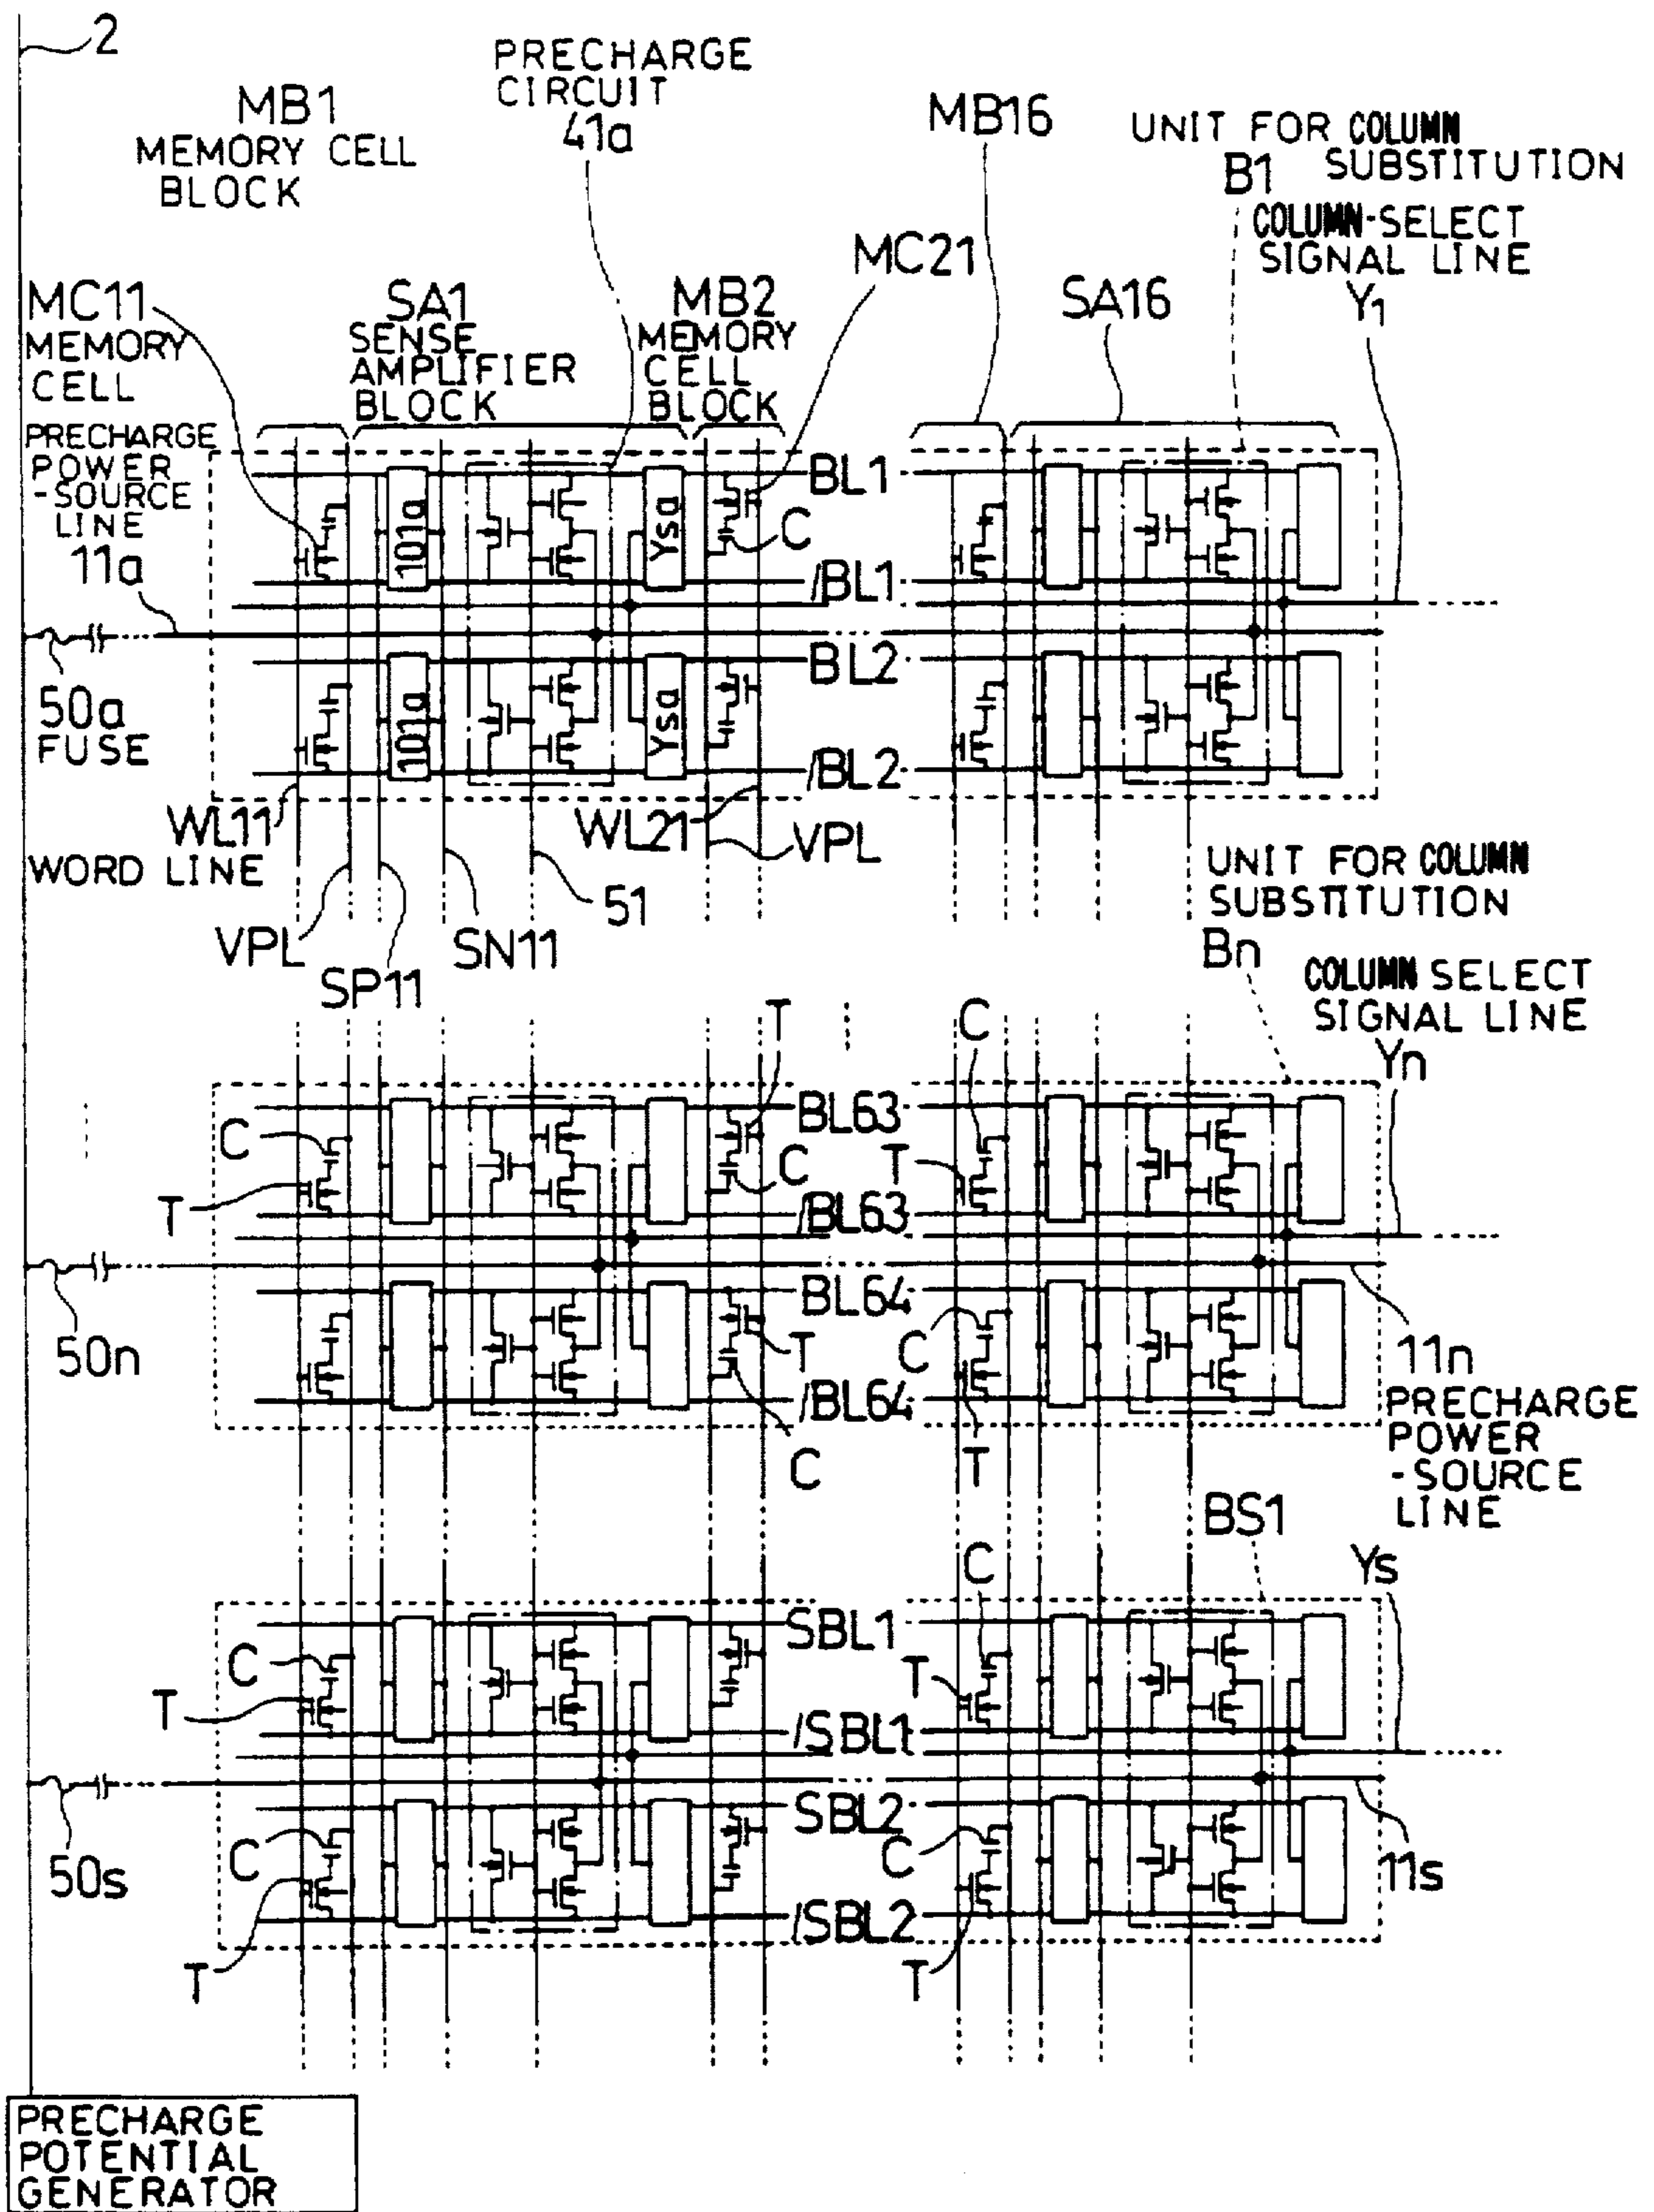 2
PRECHARGE
CIRCUIT
41a
MB1
MEMORY CELL
BLOCK
MB16
UNIT FOR COLUMN
SUBSTITUTION
B1
COLUMN-SELECT
SIGNAL LINE
Y1
MC21
MC11
MEMORY
CELL
SA1
SENSE
AMPLIFIER
BLOCK
MB2
MEMORY
CELL
BLOCK
SA16
PRECHARGE
POWER
-SOURCE
LINE
11a
BL1
101a
Ysa
C
/BL1
50a
FUSE
BL2
101a
Ysa
/BL2
WL11
WORD LINE
WL21
VPL
51
VPL
SN11
SP11
UNIT FOR COLUMN
SUBSTITUTION
Bn
COLUMN SELECT
SIGNAL LINE
Yn
T
C
BL63
C
C
T
T
/BL63
50n
BL64
T
C
/BL64
C
T
C
11n
PRECHARGE
POWER
-SOURCE
LINE
BS1
Ys
C
SBL1
C
T
T
/SBL1
SBL2
50s
C
C
11s
/SBL2
T
T
PRECHARGE
POTENTIAL
GENERATOR